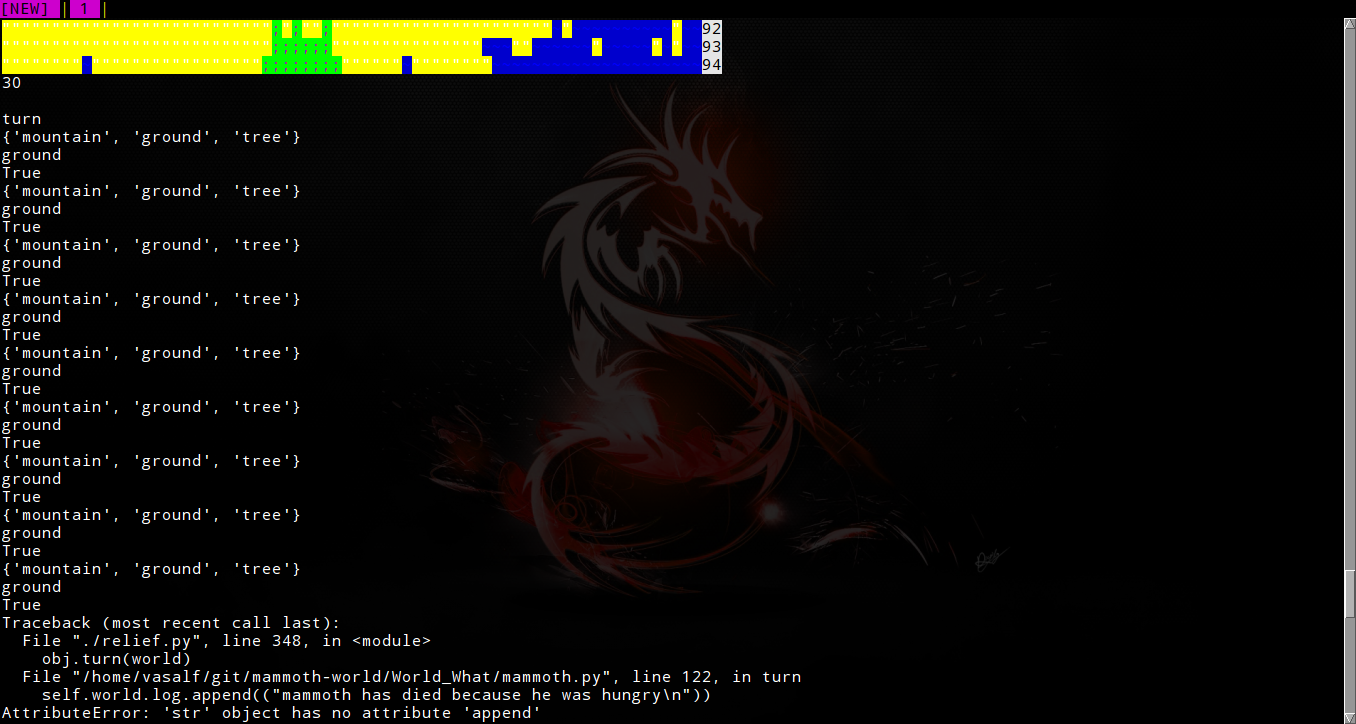 [NEW] | 1 |
92
93
94
30
turn
{'mountain', 'ground', 'tree'}
ground
True
{'mountain', 'ground', 'tree'}
ground
True
{'mountain', 'ground', 'tree'}
ground
True
{'mountain', 'ground', 'tree'}
ground
True
{'mountain', 'ground', 'tree'}
ground
True
{'mountain', 'ground', 'tree'}
ground
True
{'mountain', 'ground', 'tree'}
ground
True
{'mountain', 'ground', 'tree'}
ground
True
{'mountain', 'ground', 'tree'}
ground
True
Traceback (most recent call last):
  File "./relief.py", line 348, in <module>
    obj.turn(world)
  File "/home/vasalf/git/mammoth-world/World_What/mammoth.py", line 122, in turn
    self.world.log.append(("mammoth has died because he was hungry\n"))
AttributeError: 'str' object has no attribute 'append'